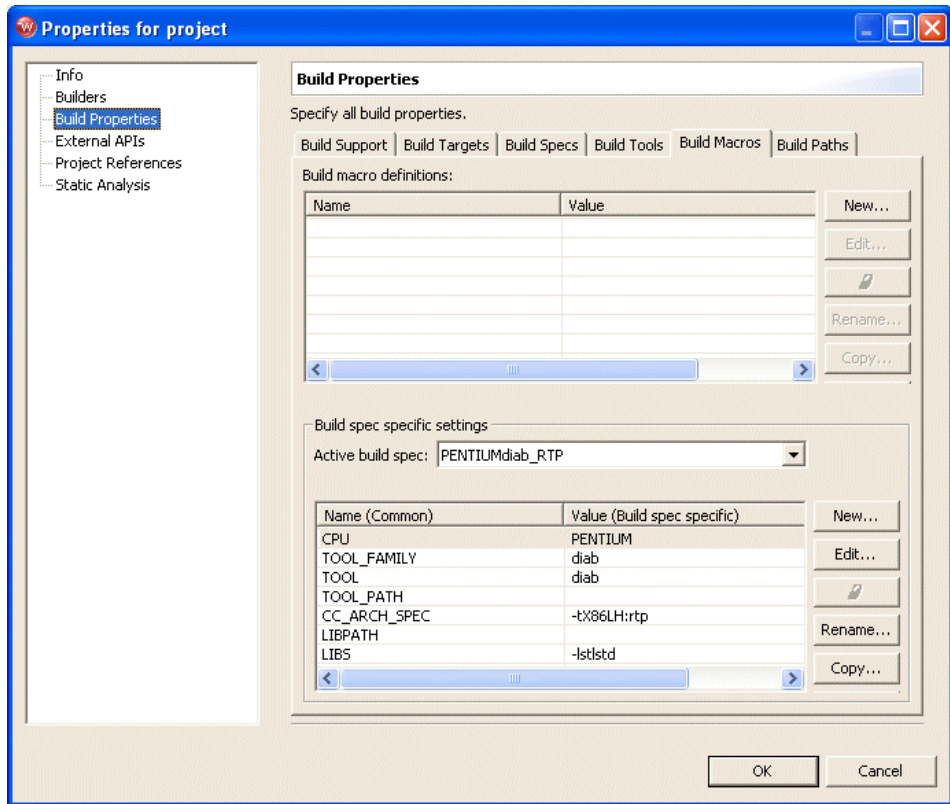 Properties for project
Info
Builders
Build Properties
External APIs
Project References
Static Analysis
Build Properties
Specify all build properties.
Build Support Build Targets Build Specs Build Tools Build Macros Build Paths
Build macro definitions:
Name Value
New...
Edit...
Rename...
Copy...
Build spec specific settings
Active build spec: PENTIUMdiab_RTP
Name (Common) Value (Build spec specific)
CPU PENTIUM
TOOL_FAMILY diab
TOOL diab
TOOL_PATH
CC_ARCH_SPEC -tX86LH:rtp
LIBPATH
LIBS -lstlstd
New...
Edit...
Rename...
Copy...
OK Cancel